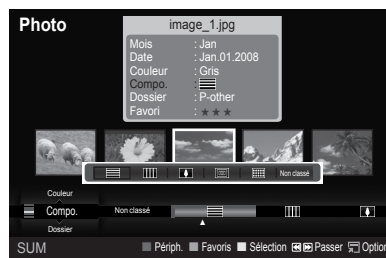 Photo
image_1.jpg
Mois : Jan
Date : Jan.01.2008
Couleur : Gris
Compo. :
Dossier : P-other
Favori : ★ ★ ★
Non classé
Couleur
Compo. Non classé
Dossier
SUM Périph. Favoris Sélection Passer Option